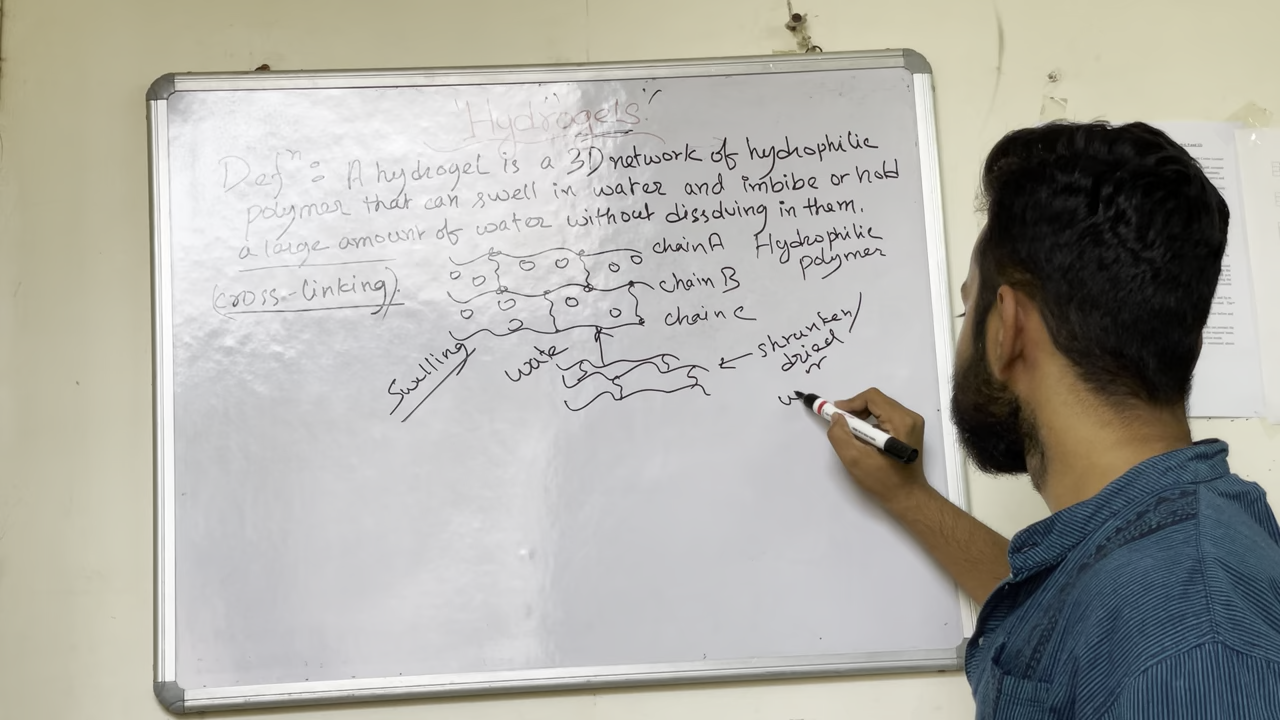 "Hydrogels"
Defⁿ : A hydrogel is a 3D network of hydrophilic
polymer that can swell in water and imbibe or hold
a large amount of water without dissolving in them.
(cross-linking).
chain A
Hydrophilic
polymer
chain B
chain C
Swelling
wate
shrunken/
dried